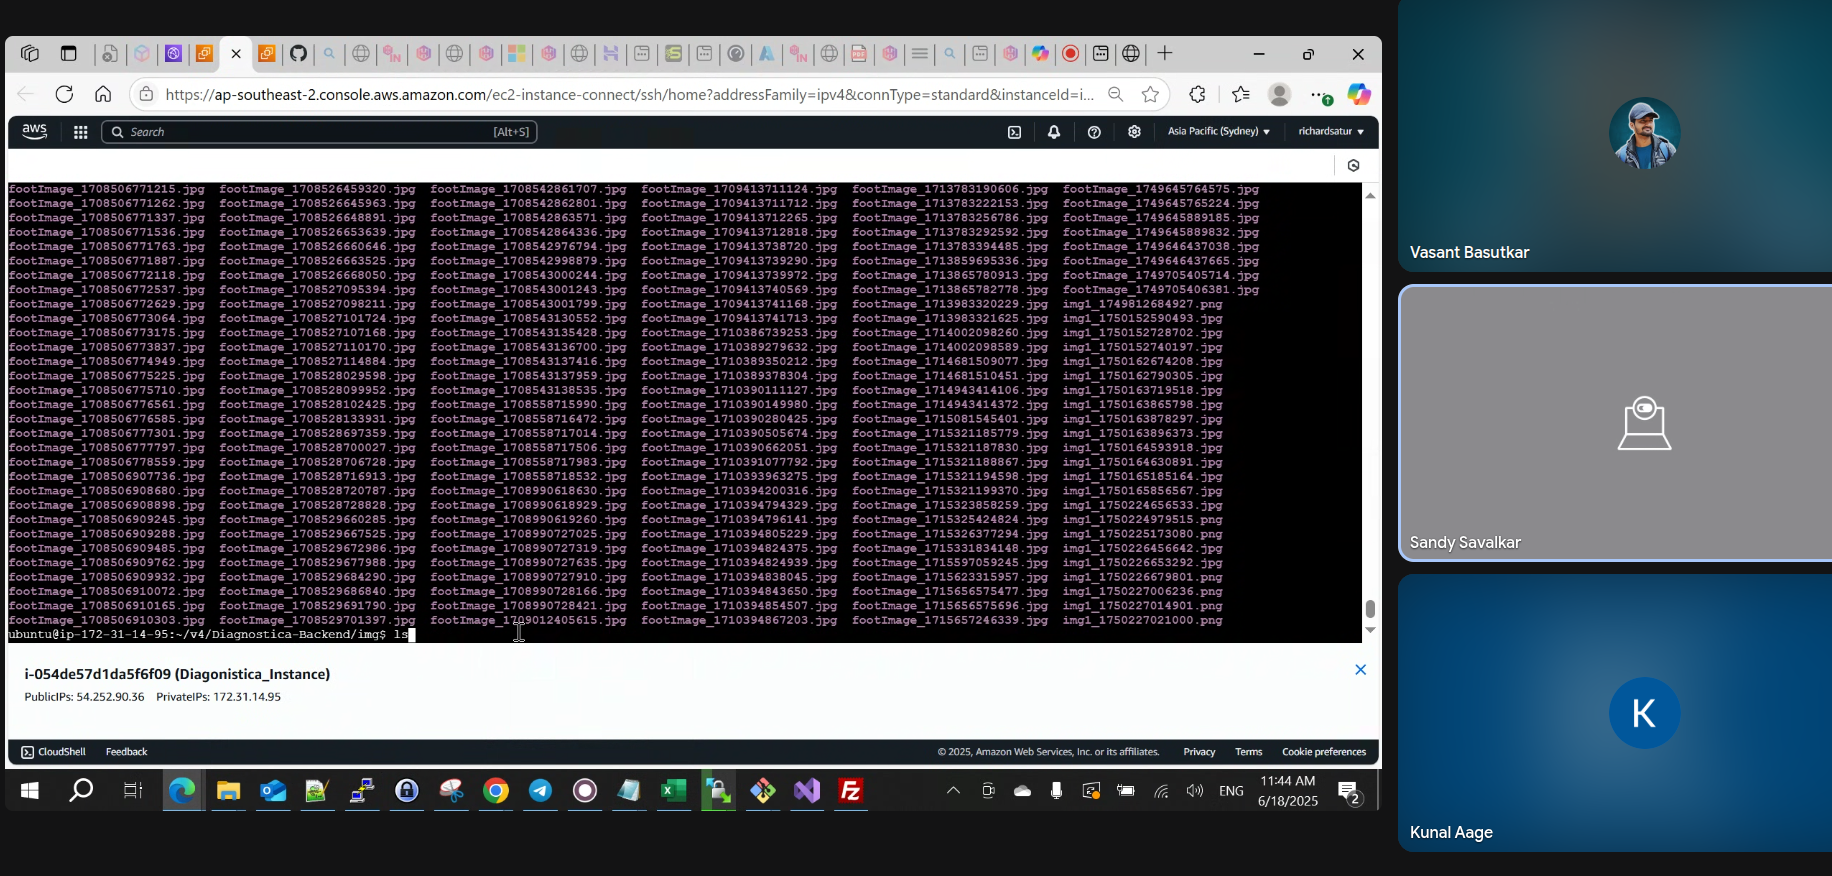 https://ap-southeast-2.console.aws.amazon.com/ec2-instance-connect/ssh/home?addressFamily=ipv4&connType=standard&instanceId=i...
aws Search [Alt+S] Asia Pacific (Sydney) richardsatur
footImage_1708506771215.jpg footImage_1708526459320.jpg footImage_1708542861707.jpg footImage_1709413711124.jpg footImage_1713783190606.jpg footImage_1749645764575.jpg
footImage_1708506771262.jpg footImage_1708526645963.jpg footImage_1708542862801.jpg footImage_1709413711712.jpg footImage_1713783222153.jpg footImage_1749645765224.jpg
footImage_1708506771337.jpg footImage_1708526648891.jpg footImage_1708542863571.jpg footImage_1709413712265.jpg footImage_1713783256786.jpg footImage_1749645889185.jpg
footImage_1708506771536.jpg footImage_1708526653639.jpg footImage_1708542864336.jpg footImage_1709413712818.jpg footImage_1713783292592.jpg footImage_1749645889832.jpg
footImage_1708506771763.jpg footImage_1708526660646.jpg footImage_1708542976794.jpg footImage_1709413738720.jpg footImage_1713783394485.jpg footImage_1749646437038.jpg
footImage_1708506771887.jpg footImage_1708526663525.jpg footImage_1708542998879.jpg footImage_1709413739290.jpg footImage_1713859695336.jpg footImage_1749646437665.jpg
footImage_1708506772118.jpg footImage_1708526668050.jpg footImage_1708543000244.jpg footImage_1709413739972.jpg footImage_1713865780913.jpg footImage_1749705405714.jpg
footImage_1708506772537.jpg footImage_1708527095394.jpg footImage_1708543001243.jpg footImage_1709413740569.jpg footImage_1713865782778.jpg footImage_1749705406381.jpg
footImage_1708506772629.jpg footImage_1708527098211.jpg footImage_1708543001799.jpg footImage_1709413741168.jpg footImage_1713983320229.jpg img1_1749812684927.png
footImage_1708506773064.jpg footImage_1708527101724.jpg footImage_1708543130552.jpg footImage_1709413741713.jpg footImage_1713983321625.jpg img1_1750152590493.jpg
footImage_1708506773175.jpg footImage_1708527107168.jpg footImage_1708543135428.jpg footImage_1710386739253.jpg footImage_1714002098260.jpg img1_1750152728702.jpg
footImage_1708506773837.jpg footImage_1708527110170.jpg footImage_1708543136700.jpg footImage_1710389279632.jpg footImage_1714002098589.jpg img1_1750152740197.jpg
footImage_1708506774949.jpg footImage_1708527114884.jpg footImage_1708543137416.jpg footImage_1710389350212.jpg footImage_1714681509077.jpg img1_1750162674208.jpg
footImage_1708506775225.jpg footImage_1708528029598.jpg footImage_1708543137959.jpg footImage_1710389378304.jpg footImage_1714681510451.jpg img1_1750162790305.jpg
footImage_1708506775710.jpg footImage_1708528099952.jpg footImage_1708543138535.jpg footImage_1710390111127.jpg footImage_1714943414106.jpg img1_1750163719518.jpg
footImage_1708506776561.jpg footImage_1708528102425.jpg footImage_1708558715990.jpg footImage_1710390149980.jpg footImage_1714943414372.jpg img1_1750163865798.jpg
footImage_1708506776585.jpg footImage_1708528133931.jpg footImage_1708558716472.jpg footImage_1710390280425.jpg footImage_1715081545401.jpg img1_1750163878297.jpg
footImage_1708506777301.jpg footImage_1708528697359.jpg footImage_1708558717014.jpg footImage_1710390505674.jpg footImage_1715321185779.jpg img1_1750163896373.jpg
footImage_1708506777797.jpg footImage_1708528700027.jpg footImage_1708558717506.jpg footImage_1710390662051.jpg footImage_1715321187830.jpg img1_1750164593918.jpg
footImage_1708506778559.jpg footImage_1708528706728.jpg footImage_1708558717983.jpg footImage_1710391077792.jpg footImage_1715321188867.jpg img1_1750164630891.jpg
footImage_1708506907736.jpg footImage_1708528716913.jpg footImage_1708558718532.jpg footImage_1710393963275.jpg footImage_1715321194598.jpg img1_1750165185164.jpg
footImage_1708506908680.jpg footImage_1708528720787.jpg footImage_1708990618630.jpg footImage_1710394200316.jpg footImage_1715321199370.jpg img1_1750165856567.jpg
footImage_1708506908898.jpg footImage_1708528728828.jpg footImage_1708990618929.jpg footImage_1710394794329.jpg footImage_1715323858259.jpg img1_1750224656533.jpg
footImage_1708506909245.jpg footImage_1708529660285.jpg footImage_1708990619260.jpg footImage_1710394796141.jpg footImage_1715325424824.jpg img1_1750224979515.png
footImage_1708506909288.jpg footImage_1708529667525.jpg footImage_1708990727025.jpg footImage_1710394805229.jpg footImage_1715326377294.jpg img1_1750225173080.png
footImage_1708506909485.jpg footImage_1708529672986.jpg footImage_1708990727319.jpg footImage_1710394824375.jpg footImage_1715331834148.jpg img1_1750226456642.jpg
footImage_1708506909762.jpg footImage_1708529677988.jpg footImage_1708990727635.jpg footImage_1710394824939.jpg footImage_1715597059245.jpg img1_1750226653292.jpg
footImage_1708506909932.jpg footImage_1708529684290.jpg footImage_1708990727910.jpg footImage_1710394838045.jpg footImage_1715623315957.jpg img1_1750226679801.png
footImage_1708506910072.jpg footImage_1708529686840.jpg footImage_1708990728166.jpg footImage_1710394843650.jpg footImage_1715656575477.jpg img1_1750227006236.png
footImage_1708506910165.jpg footImage_1708529691790.jpg footImage_1708990728421.jpg footImage_1710394854507.jpg footImage_1715656575696.jpg img1_1750227014901.png
footImage_1708506910303.jpg footImage_1708529701397.jpg footImage_1709012405615.jpg footImage_1710394867203.jpg footImage_1715657246339.jpg img1_1750227021000.png
ubuntu@ip-172-31-14-95:~/v4/Diagnostica-Backend/img$ ls
i-054de57d1da5f6f09 (Diagonistica_Instance)
PublicIPs: 54.252.90.36 PrivateIPs: 172.31.14.95
CloudShell Feedback © 2025, Amazon Web Services, Inc. or its affiliates. Privacy Terms Cookie preferences
ENG
11:44 AM
6/18/2025
2
Vasant Basutkar
Sandy Savalkar
K
Kunal Aage